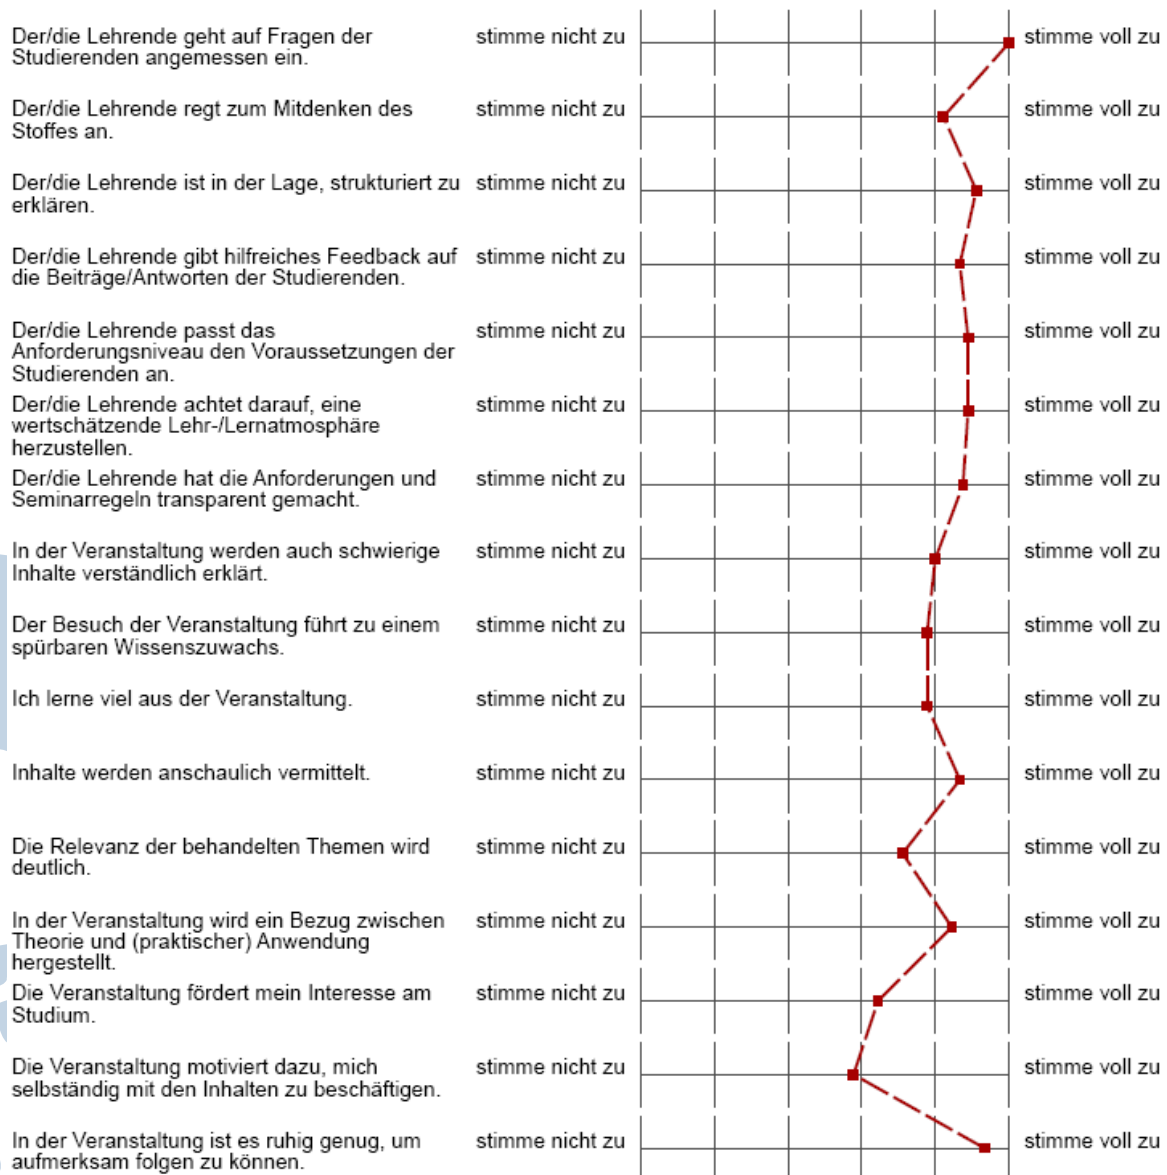 Der/die Lehrende geht auf Fragen der stimme nicht zu stimme voll zu
Studierenden angemessen ein.
Der/die Lehrende regt zum Mitdenken des stimme nicht zu stimme voll zu
Stoffes an.
Der/die Lehrende ist in der Lage, strukturiert zu stimme nicht zu stimme voll zu
erklären.
Der/die Lehrende gibt hilfreiches Feedback auf stimme nicht zu stimme voll zu
die Beiträge/Antworten der Studierenden.
Der/die Lehrende passt das stimme nicht zu stimme voll zu
Anforderungsniveau den Voraussetzungen der
Studierenden an.
Der/die Lehrende achtet darauf, eine stimme nicht zu stimme voll zu
wertschätzende Lehr-/Lernatmosphäre
herzustellen.
Der/die Lehrende hat die Anforderungen und stimme nicht zu stimme voll zu
Seminarregeln transparent gemacht.
In der Veranstaltung werden auch schwierige stimme nicht zu stimme voll zu
Inhalte verständlich erklärt.
Der Besuch der Veranstaltung führt zu einem stimme nicht zu stimme voll zu
spürbaren Wissenszuwachs.
Ich lerne viel aus der Veranstaltung. stimme nicht zu stimme voll zu
Inhalte werden anschaulich vermittelt. stimme nicht zu stimme voll zu
Die Relevanz der behandelten Themen wird stimme nicht zu stimme voll zu
deutlich.
In der Veranstaltung wird ein Bezug zwischen stimme nicht zu stimme voll zu
Theorie und (praktischer) Anwendung
hergestellt.
Die Veranstaltung fördert mein Interesse am stimme nicht zu stimme voll zu
Studium.
Die Veranstaltung motiviert dazu, mich stimme nicht zu stimme voll zu
selbständig mit den Inhalten zu beschäftigen.
In der Veranstaltung ist es ruhig genug, um stimme nicht zu stimme voll zu
aufmerksam folgen zu können.